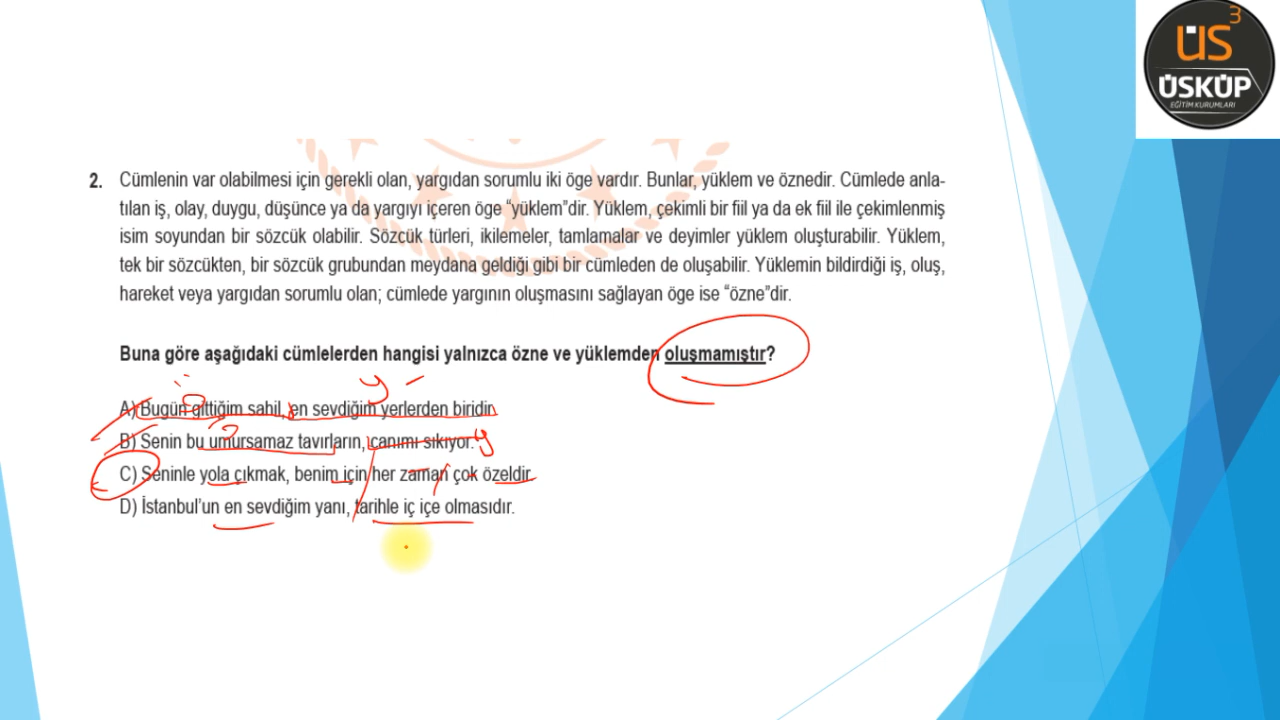 ÜS3
ÜSKÜP
EĞİTİM KURUMLARI
2. Cümlenin var olabilmesi için gerekli olan, yargıdan sorumlu iki öge vardır. Bunlar, yüklem ve öznedir. Cümlede anla-
tılan iş, olay, duygu, düşünce ya da yargıyı içeren öge “yüklem”dir. Yüklem, çekimli bir fiil ya da ek fiil ile çekimlenmiş
isim soyundan bir sözcük olabilir. Sözcük türleri, ikilemeler, tamlamalar ve deyimler yüklem oluşturabilir. Yüklem,
tek bir sözcükten, bir sözcük grubundan meydana geldiği gibi bir cümleden de oluşabilir. Yüklemin bildirdiği iş, oluş,
hareket veya yargıdan sorumlu olan; cümlede yargının oluşmasını sağlayan öge ise “özne”dir.
Buna göre aşağıdaki cümlelerden hangisi yalnızca özne ve yüklemden oluşmamıştır?
ö y
A) Bugün gittiğim sahil, en sevdiğim yerlerden biridir.
B) Senin bu umursamaz tavırların, canımı sıkıyor. y
C) Seninle yola çıkmak, benim için her zaman çok özeldir.
D) İstanbul’un en sevdiğim yanı, tarihle iç içe olmasıdır.